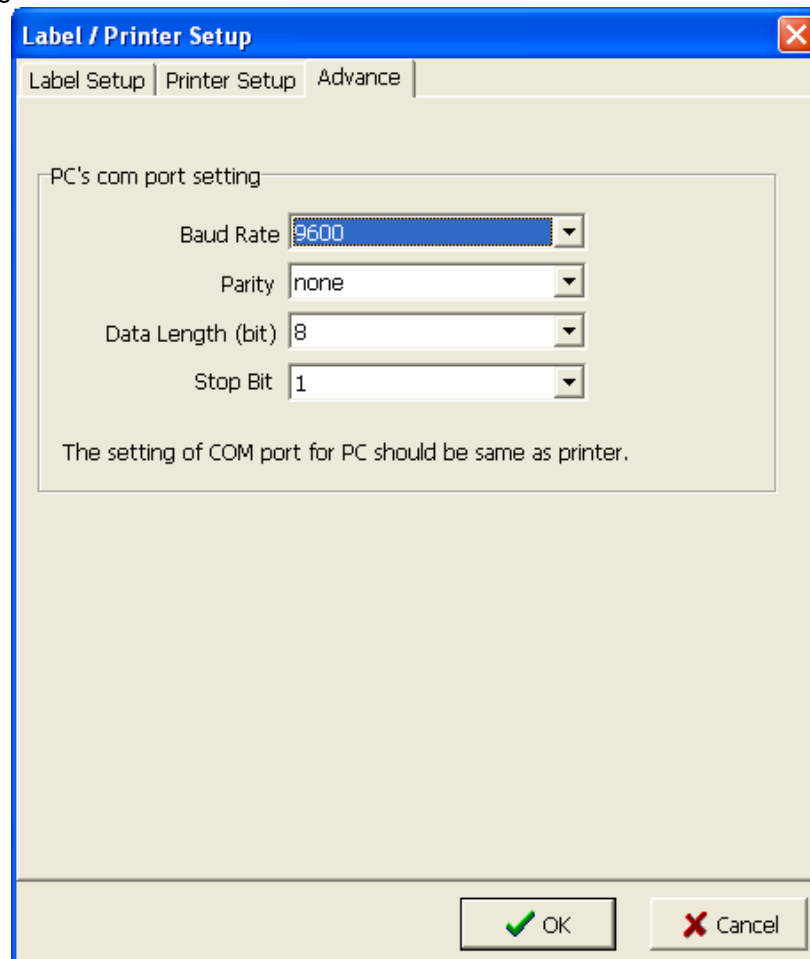 Label / Printer Setup
Label Setup Printer Setup Advance
PC's com port setting
Baud Rate 9600
Parity none
Data Length (bit) 8
Stop Bit 1
The setting of COM port for PC should be same as printer.
OK Cancel